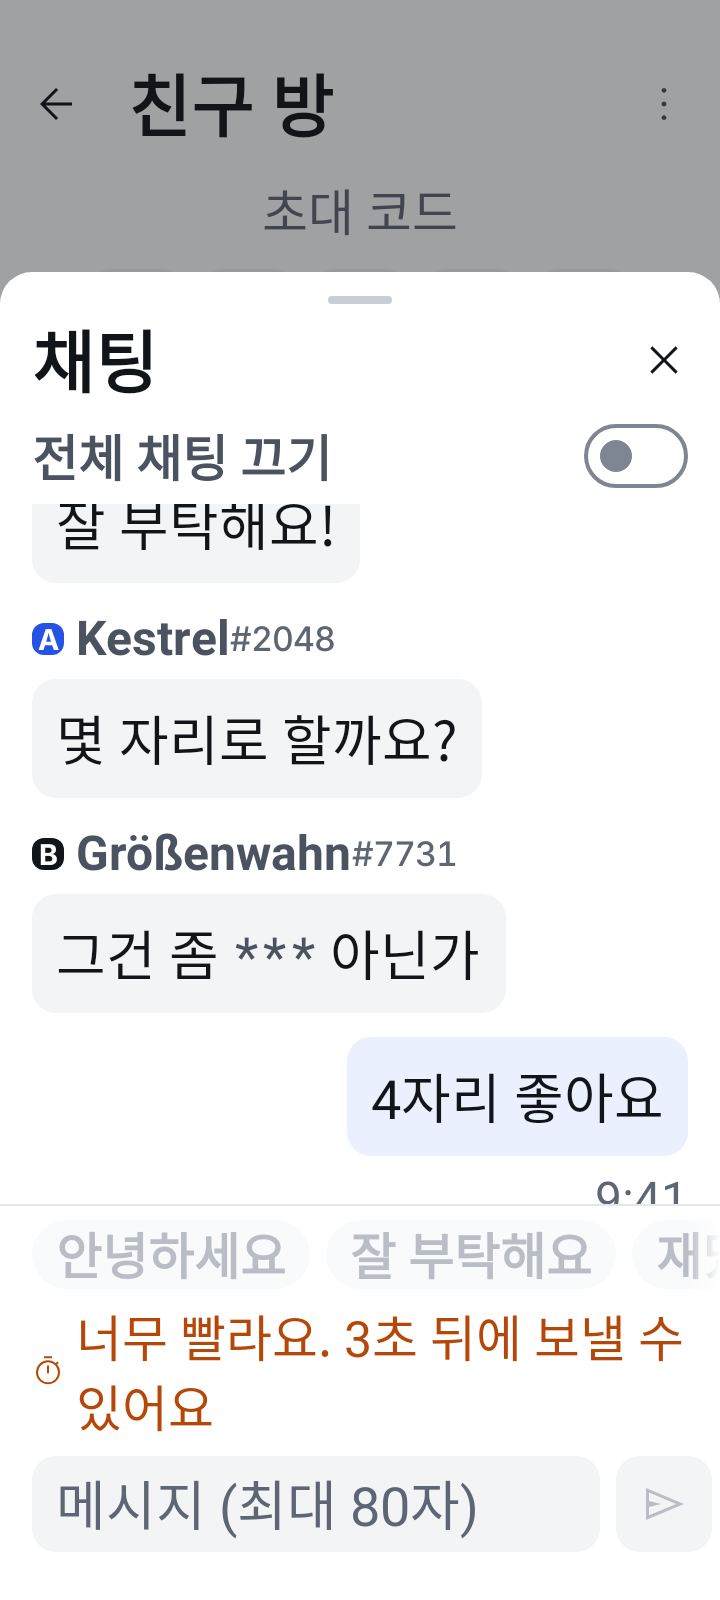 친구 방
초대 코드
채팅
전체 채팅 끄기
잘 부탁해요!
A Kestrel#2048
몇 자리로 할까요?
B Größenwahn#7731
그건 좀 *** 아닌가
4자리 좋아요
9:41
안녕하세요 잘 부탁해요
너무 빨라요. 3초 뒤에 보낼 수
있어요
메시지 (최대 80자)